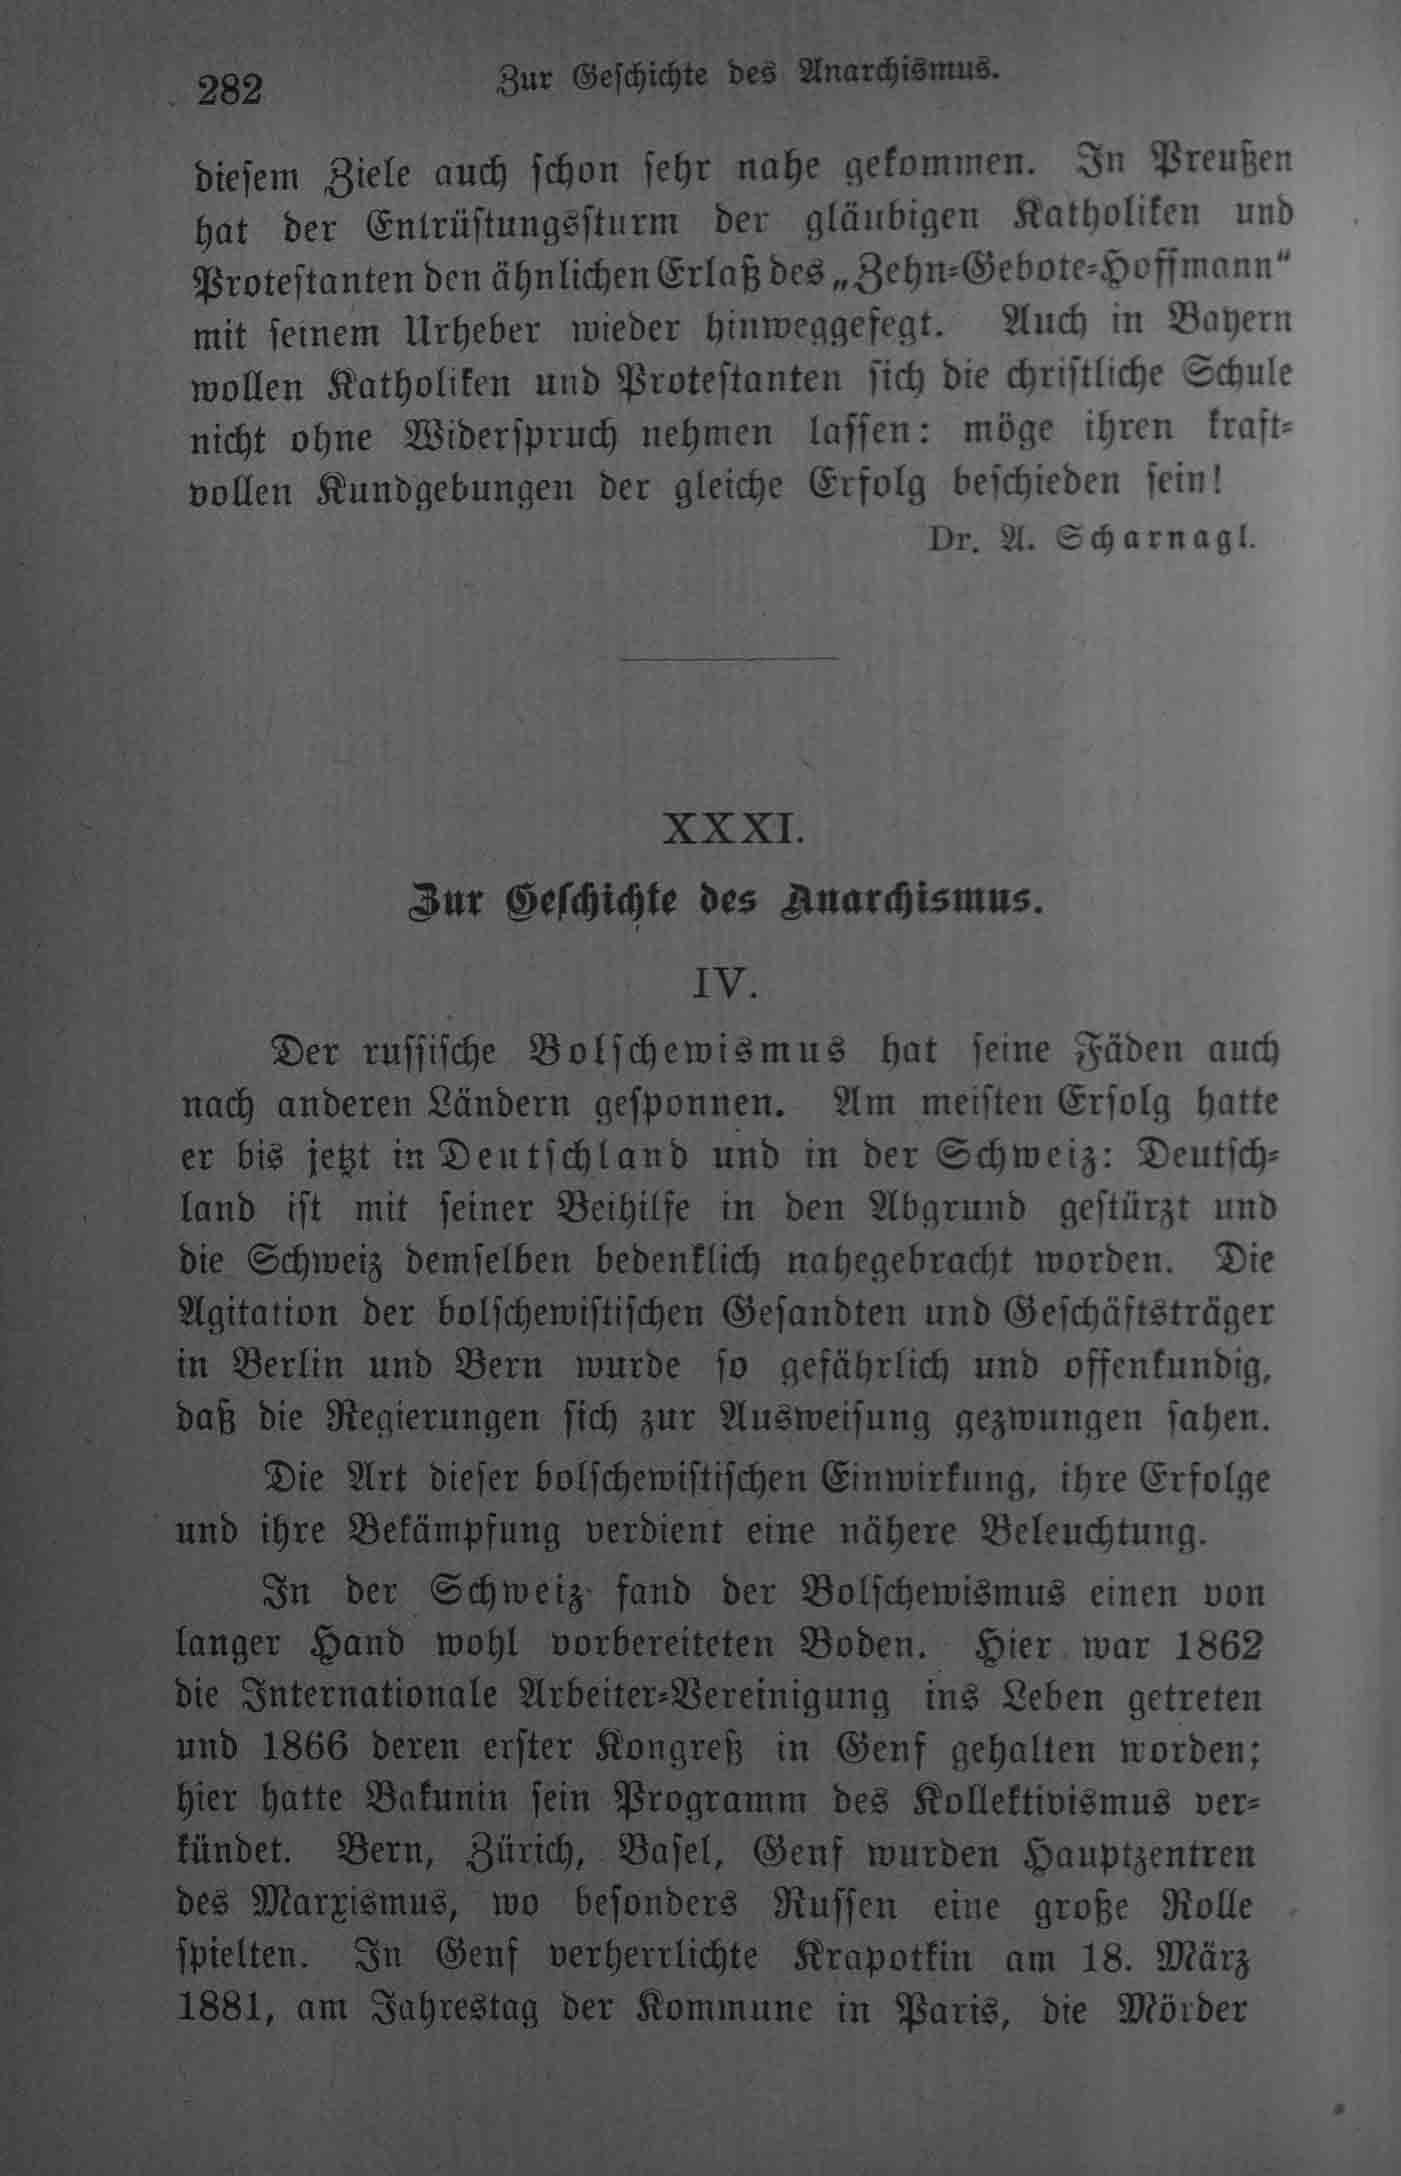 282
Zur Geschichte des Anarchismus.
diesem Ziele auch schon sehr nahe gekommen. In Preußen
hat der Entrüstungssturm der gläubigen Katholiken und
Protestanten den ähnlichen Erlaß des „Zehn-Gebote-Hoffmann“
mit seinem Urheber wieder hinweggefegt. Auch in Bayern
wollen Katholiken und Protestanten sich die christliche Schule
nicht ohne Widerspruch nehmen lassen: möge ihren kraft-
vollen Kundgebungen der gleiche Erfolg beschieden sein!
Dr. A. Scharnagl.
XXXI.
Zur Geschichte des Anarchismus.
IV.
Der russische Bolschewismus hat seine Fäden auch
nach anderen Ländern gesponnen. Am meisten Erfolg hatte
er bis jetzt in Deutschland und in der Schweiz: Deutsch-
land ist mit seiner Beihilfe in den Abgrund gestürzt und
die Schweiz demselben bedenklich nahegebracht worden. Die
Agitation der bolschewistischen Gesandten und Geschäftsträger
in Berlin und Bern wurde so gefährlich und offenkundig,
daß die Regierungen sich zur Ausweisung gezwungen sahen.
Die Art dieser bolschewistischen Einwirkung, ihre Erfolge
und ihre Bekämpfung verdient eine nähere Beleuchtung.
In der Schweiz fand der Bolschewismus einen von
langer Hand wohl vorbereiteten Boden. Hier war 1862
die Internationale Arbeiter-Vereinigung ins Leben getreten
und 1866 deren erster Kongreß in Genf gehalten worden;
hier hatte Bakunin sein Programm des Kollektivismus ver-
kündet. Bern, Zürich, Basel, Genf wurden Hauptzentren
des Marxismus, wo besonders Russen eine große Rolle
spielten. In Genf verherrlichte Krapotkin am 18. März
1881, am Jahrestag der Kommune in Paris, die Mörder